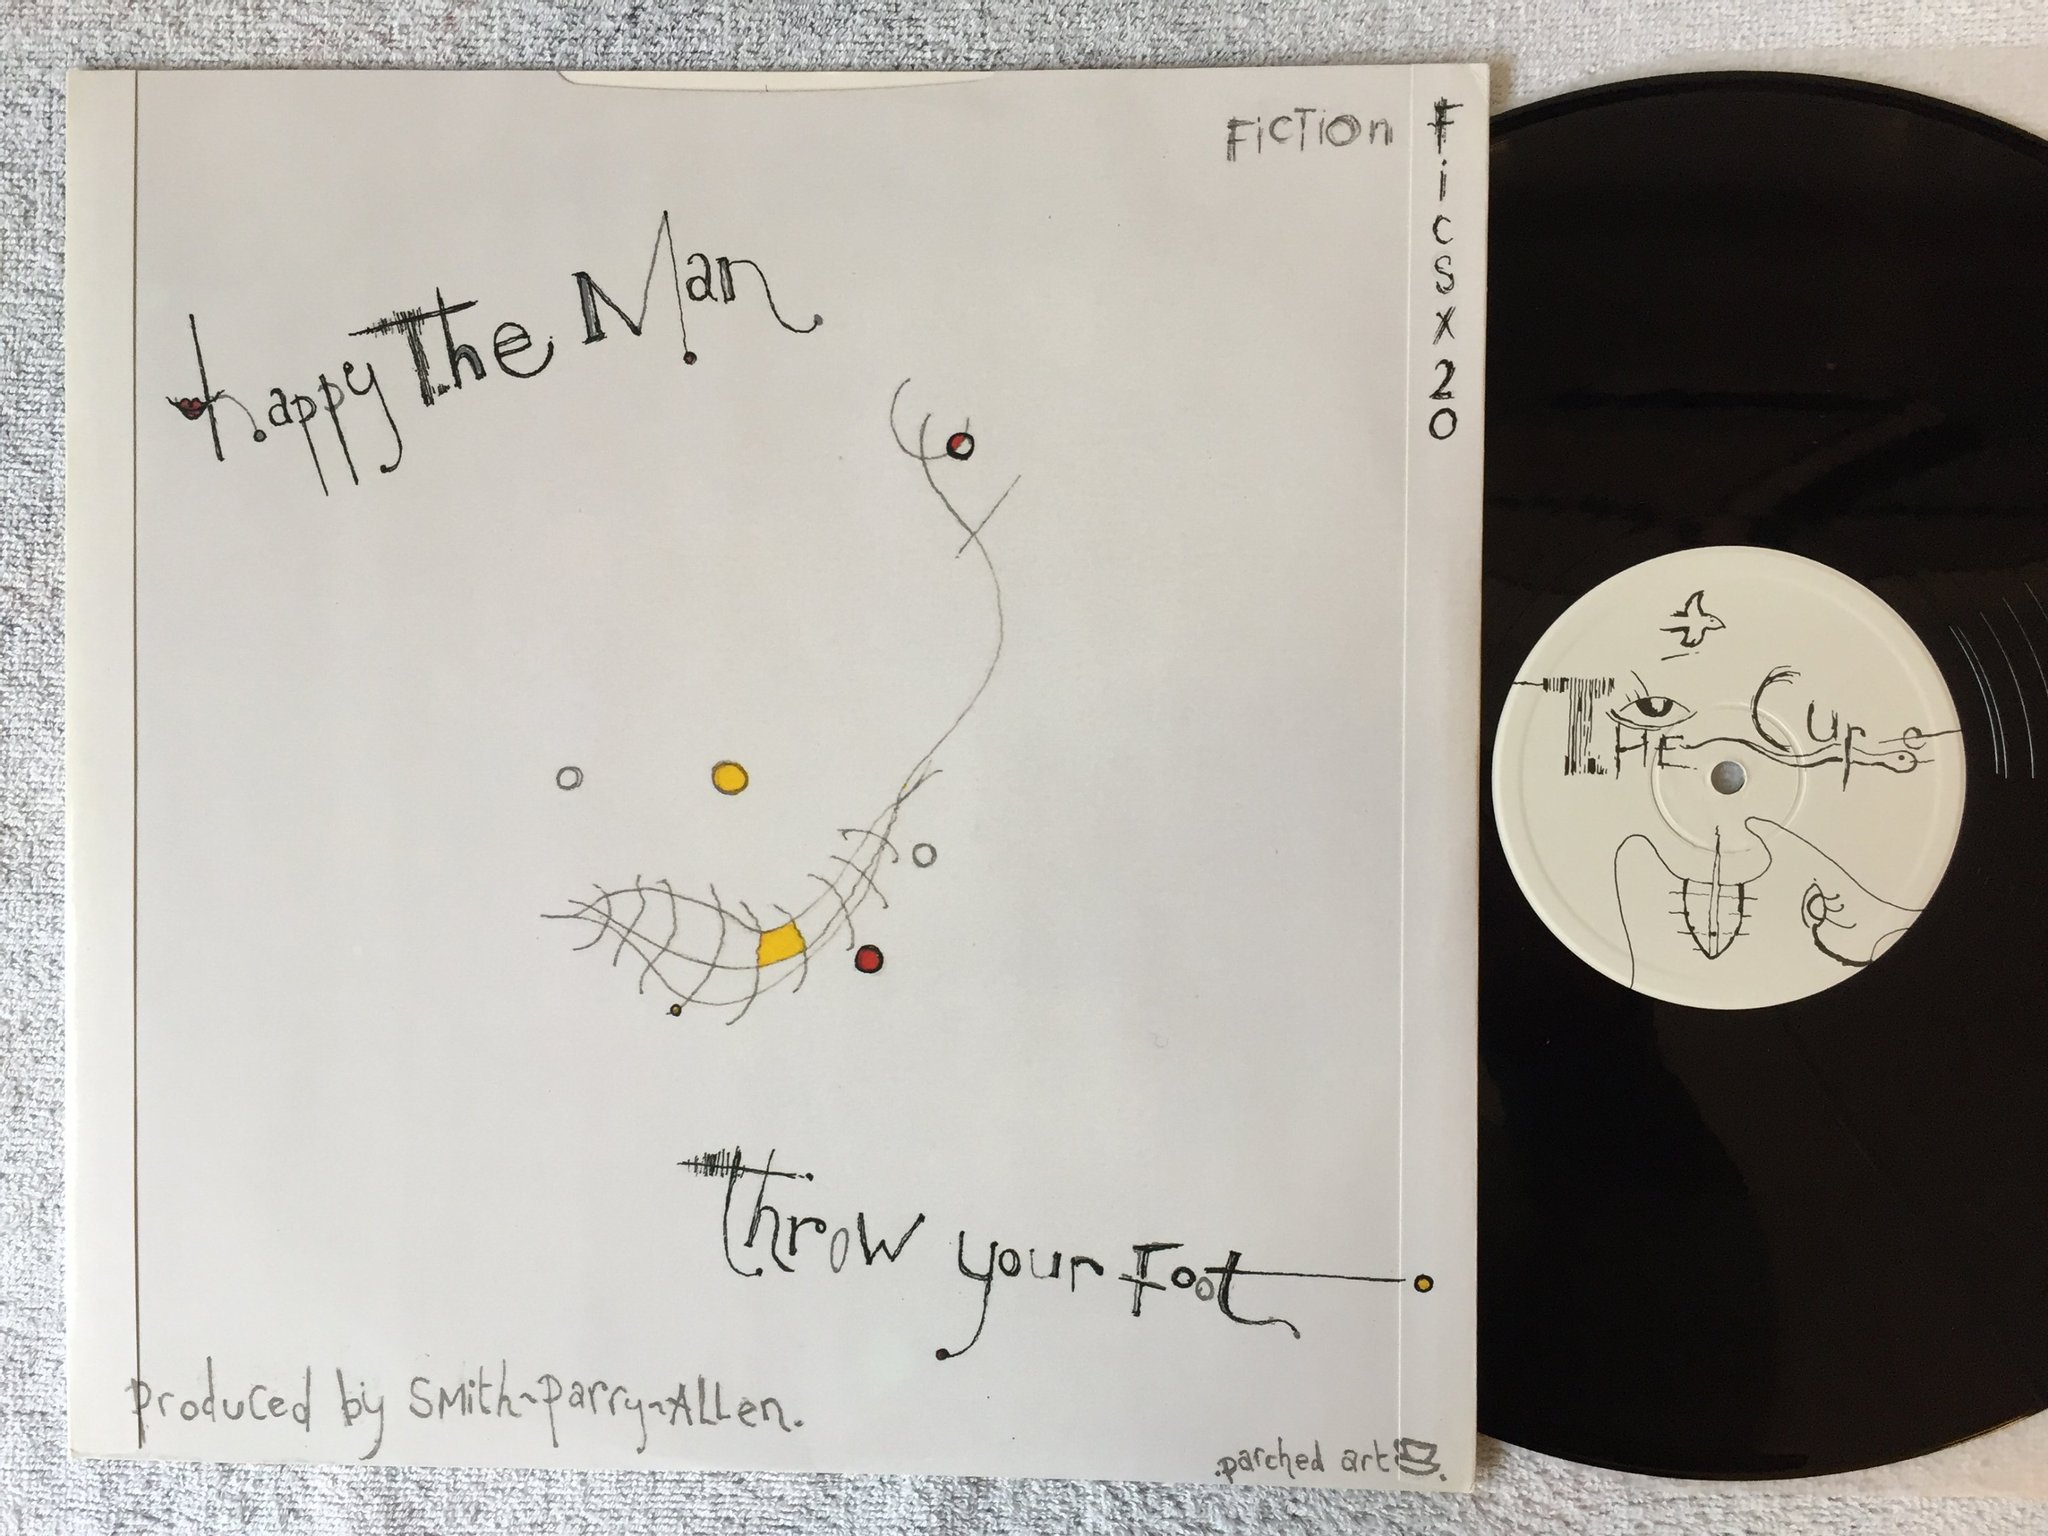 Fiction
Ficsx20
happy The Man
Throw your Foot
Produced by Smith~Parry~Allen.
.parched art.
THE Cure